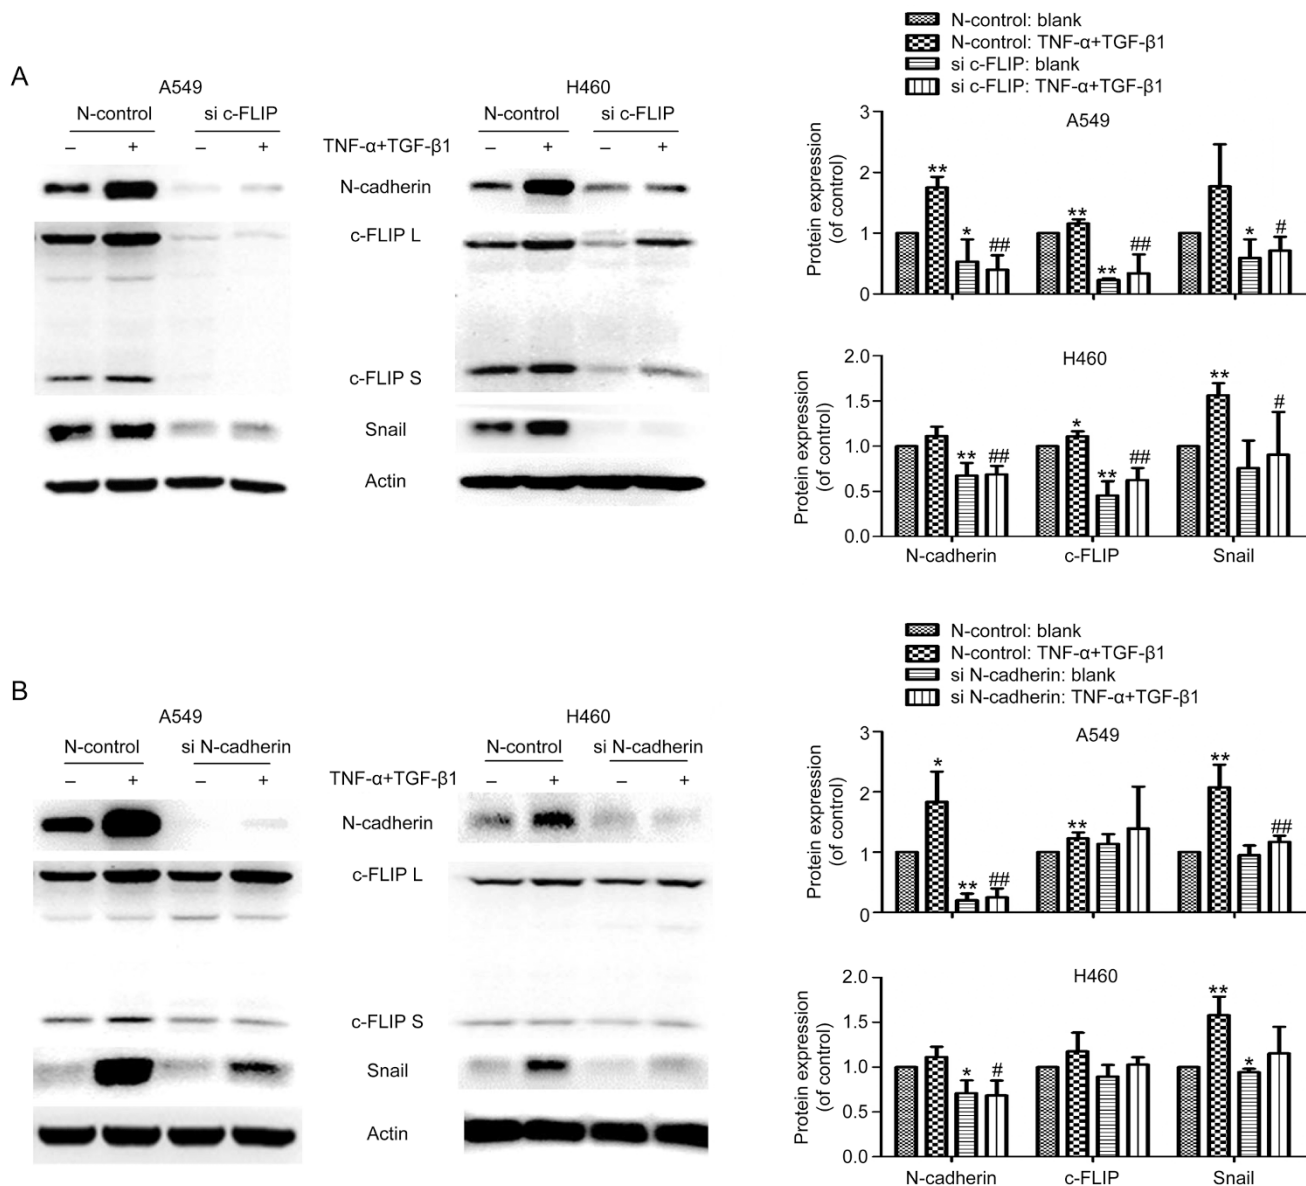 A
A549
N-control si c-FLIP
– + – +
TNF-α+TGF-β1
H460
N-control si c-FLIP
– + – +
N-cadherin
c-FLIP L
c-FLIP S
Snail
Actin
N-control: blank
N-control: TNF-α+TGF-β1
si c-FLIP: blank
si c-FLIP: TNF-α+TGF-β1
A549
Protein expression
(of control)
3
2
1
0
** * ## ** ** ## * #
H460
Protein expression
(of control)
2.0
1.5
1.0
0.5
0.0
** ## * ** ## ** #
N-cadherin c-FLIP Snail
B
A549
N-control si N-cadherin
– + – +
TNF-α+TGF-β1
H460
N-control si N-cadherin
– + – +
N-cadherin
c-FLIP L
c-FLIP S
Snail
Actin
N-control: blank
N-control: TNF-α+TGF-β1
si N-cadherin: blank
si N-cadherin: TNF-α+TGF-β1
A549
Protein expression
(of control)
3
2
1
0
* ** ## ** ** ##
H460
Protein expression
(of control)
2.0
1.5
1.0
0.5
0.0
* # ** *
N-cadherin c-FLIP Snail